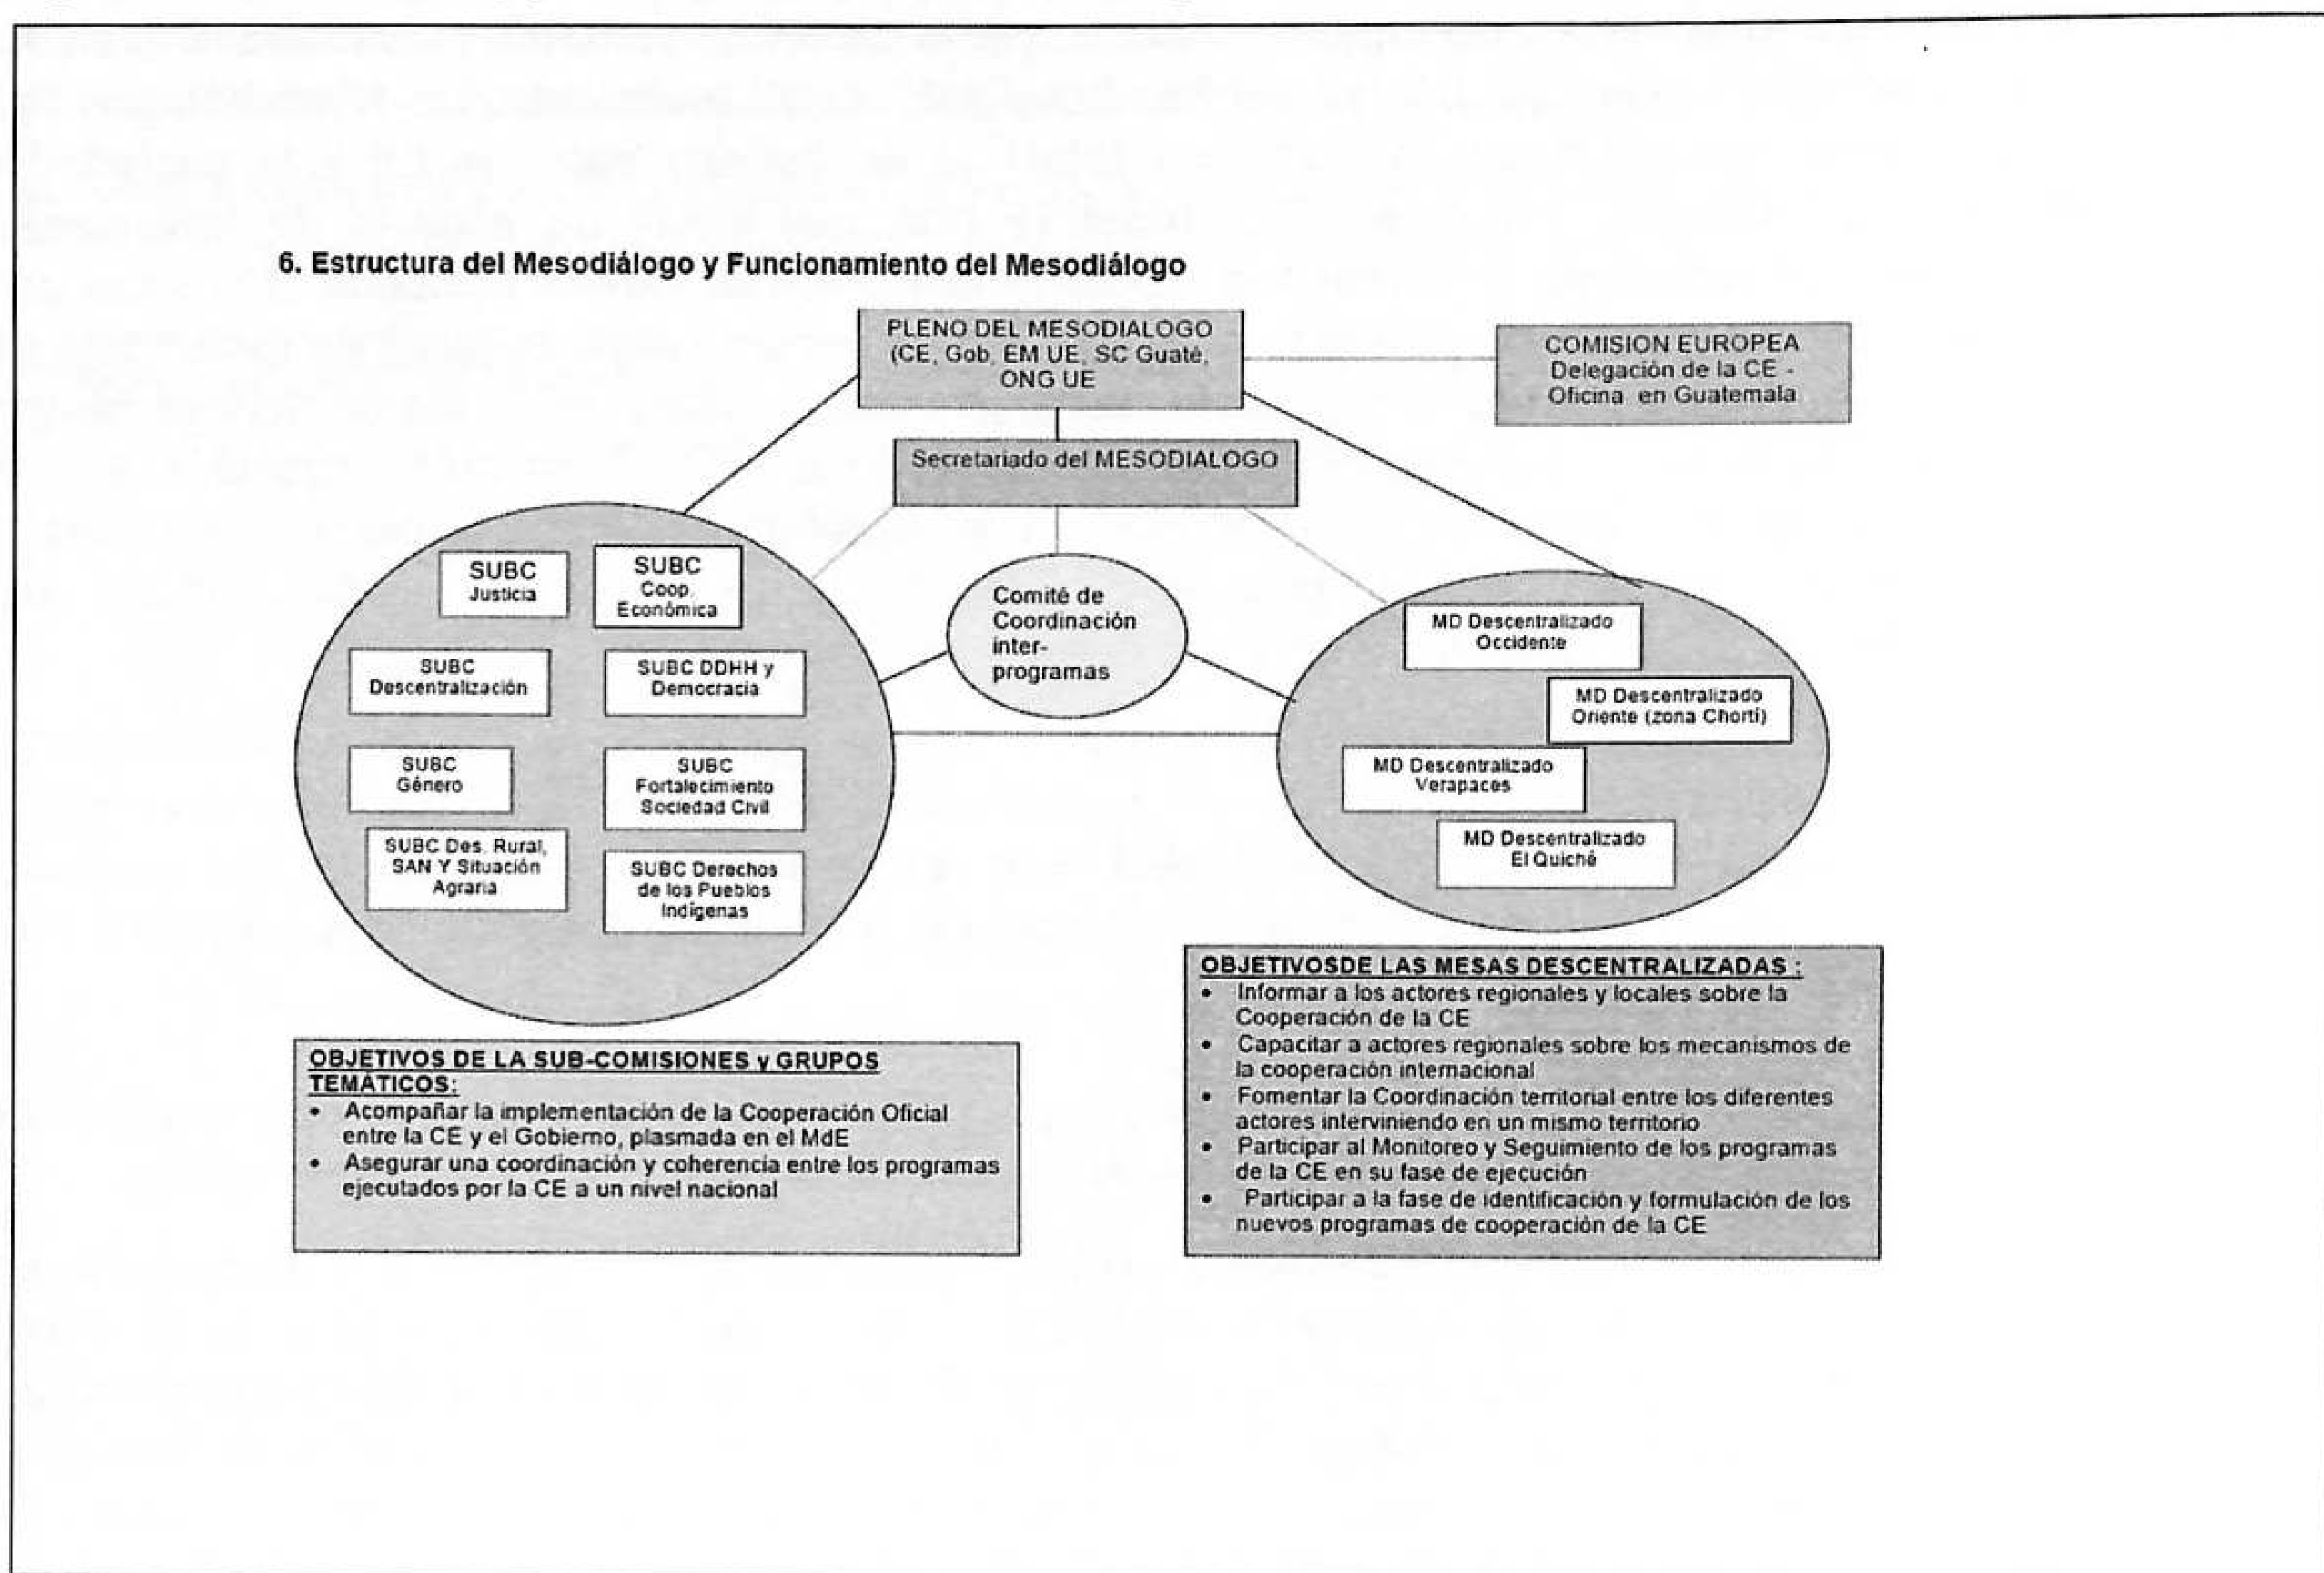 6. Estructura del Mesodiálogo y Funcionamiento del Mesodiálogo
PLENO DEL MESODIALOGO
(CE, Gob, EM UE, SC Guaté,
ONG UE
COMISION EUROPEA
Delegación de la CE -
Oficina en Guatemala
Secretariado del MESODIALOGO
SUBC
Justicia
SUBC
Coop.
Económica
SUBC
Descentralización
SUBC DDHH y
Democracia
SUBC
Género
SUBC
Fortalecimiento
Sociedad Civil
SUBC Des. Rural,
SAN Y Situación
Agraria
SUBC Derechos
de los Pueblos
Indígenas
Comité de
Coordinación
inter-
programas
MD Descentralizado
Occidente
MD Descentralizado
Oriente (zona Chortí)
MD Descentralizado
Verapaces
MD Descentralizado
El Quiché
OBJETIVOS DE LA SUB-COMISIONES y GRUPOS
TEMÁTICOS:
• Acompañar la implementación de la Cooperación Oficial
entre la CE y el Gobierno, plasmada en el MdE
• Asegurar una coordinación y coherencia entre los programas
ejecutados por la CE a un nivel nacional
OBJETIVOSDE LAS MESAS DESCENTRALIZADAS :
• Informar a los actores regionales y locales sobre la
Cooperación de la CE
• Capacitar a actores regionales sobre los mecanismos de
la cooperación internacional
• Fomentar la Coordinación territorial entre los diferentes
actores interviniendo en un mismo territorio
• Participar al Monitoreo y Seguimiento de los programas
de la CE en su fase de ejecución
• Participar a la fase de identificación y formulación de los
nuevos programas de cooperación de la CE